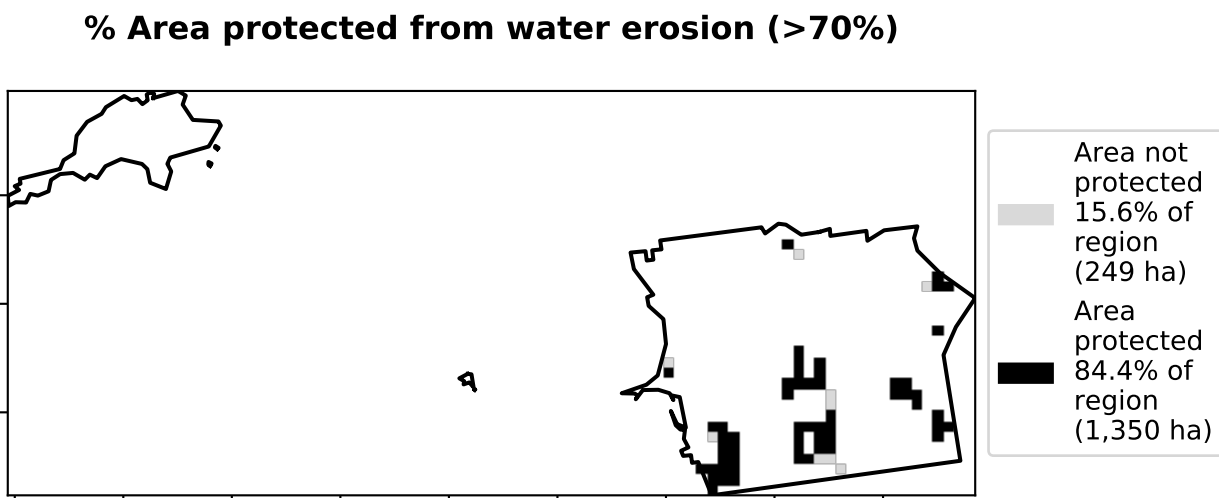 % Area protected from water erosion (>70%)
Area not
protected
15.6% of
region
(249 ha)
Area
protected
84.4% of
region
(1,350 ha)